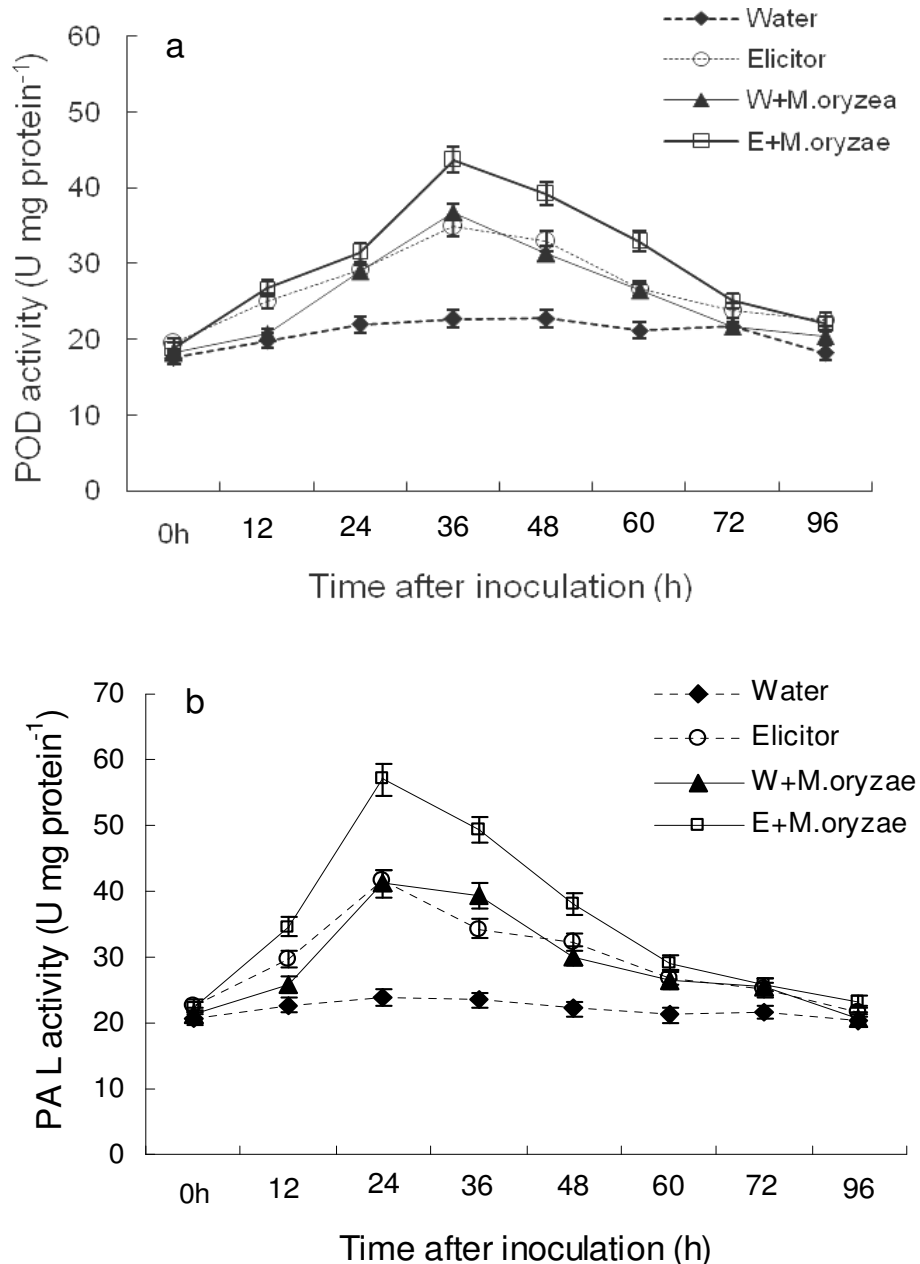 a
Water
Elicitor
W+M.oryzea
E+M.oryzae
60
50
40
30
20
10
0
POD activity (U mg protein-1)
0h 12 24 36 48 60 72 96
Time after inoculation (h)
b
Water
Elicitor
W+M.oryzae
E+M.oryzae
70
60
50
40
30
20
10
0
PA L activity (U mg protein-1)
0h 12 24 36 48 60 72 96
Time after inoculation (h)